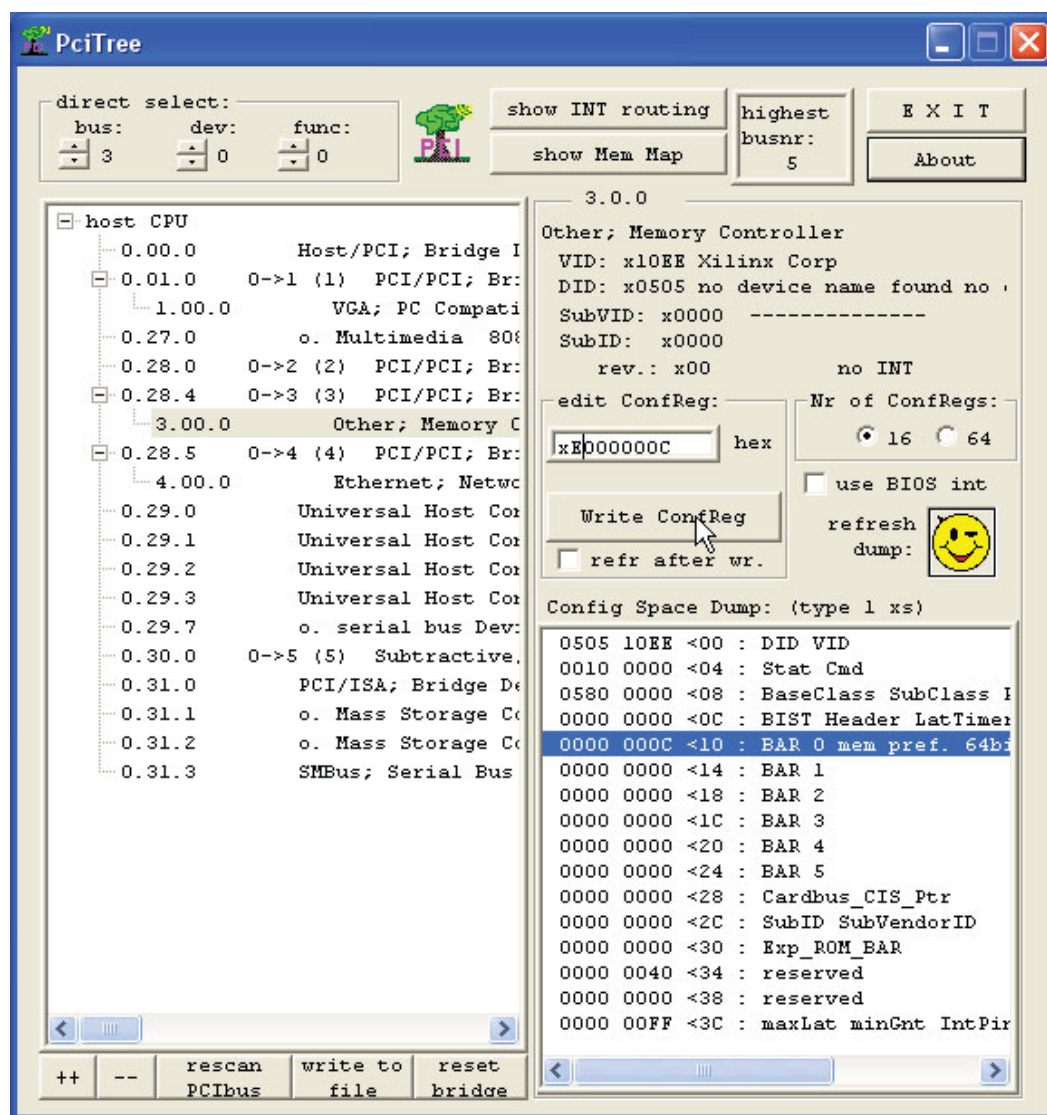 PciTree
direct select:
bus: dev: func:
3 0 0
PCI
show INT routing
show Mem Map
highest
busnr:
5
E X I T
About
host CPU
0.00.0 Host/PCI; Bridge
0.01.0 0->1 (1) PCI/PCI; Br
1.00.0 VGA; PC Compati
0.27.0 o. Multimedia 808
0.28.0 0->2 (2) PCI/PCI; Br
0.28.4 0->3 (3) PCI/PCI; Br
3.00.0 Other; Memory C
0.28.5 0->4 (4) PCI/PCI; Br
4.00.0 Ethernet; Netwo
0.29.0 Universal Host Co
0.29.1 Universal Host Co
0.29.2 Universal Host Co
0.29.3 Universal Host Co
0.29.7 o. serial bus Dev
0.30.0 0->5 (5) Subtractive,
0.31.0 PCI/ISA; Bridge De
0.31.1 o. Mass Storage Co
0.31.2 o. Mass Storage Co
0.31.3 SMBus; Serial Bus
++
--
rescan
PCIbus
write to
file
reset
bridge
3.0.0
Other; Memory Controller
VID: x10EE Xilinx Corp
DID: x0505 no device name found no
SubVID: x0000 --------------
SubID: x0000
rev.: x00 no INT
edit ConfReg:
xE000000C hex
Write ConfReg
refr after wr.
Nr of ConfRegs:
16 64
use BIOS int
refresh
dump:
Config Space Dump: (type 1 xs)
0505 10EE <00 : DID VID
0010 0000 <04 : Stat Cmd
0580 0000 <08 : BaseClass SubClass
0000 0000 <0C : BIST Header LatTimer
0000 000C <10 : BAR 0 mem pref. 64bi
0000 0000 <14 : BAR 1
0000 0000 <18 : BAR 2
0000 0000 <1C : BAR 3
0000 0000 <20 : BAR 4
0000 0000 <24 : BAR 5
0000 0000 <28 : Cardbus_CIS_Ptr
0000 0000 <2C : SubID SubVendorID
0000 0000 <30 : Exp_ROM_BAR
0000 0040 <34 : reserved
0000 0000 <38 : reserved
0000 00FF <3C : maxLat minGnt IntPin